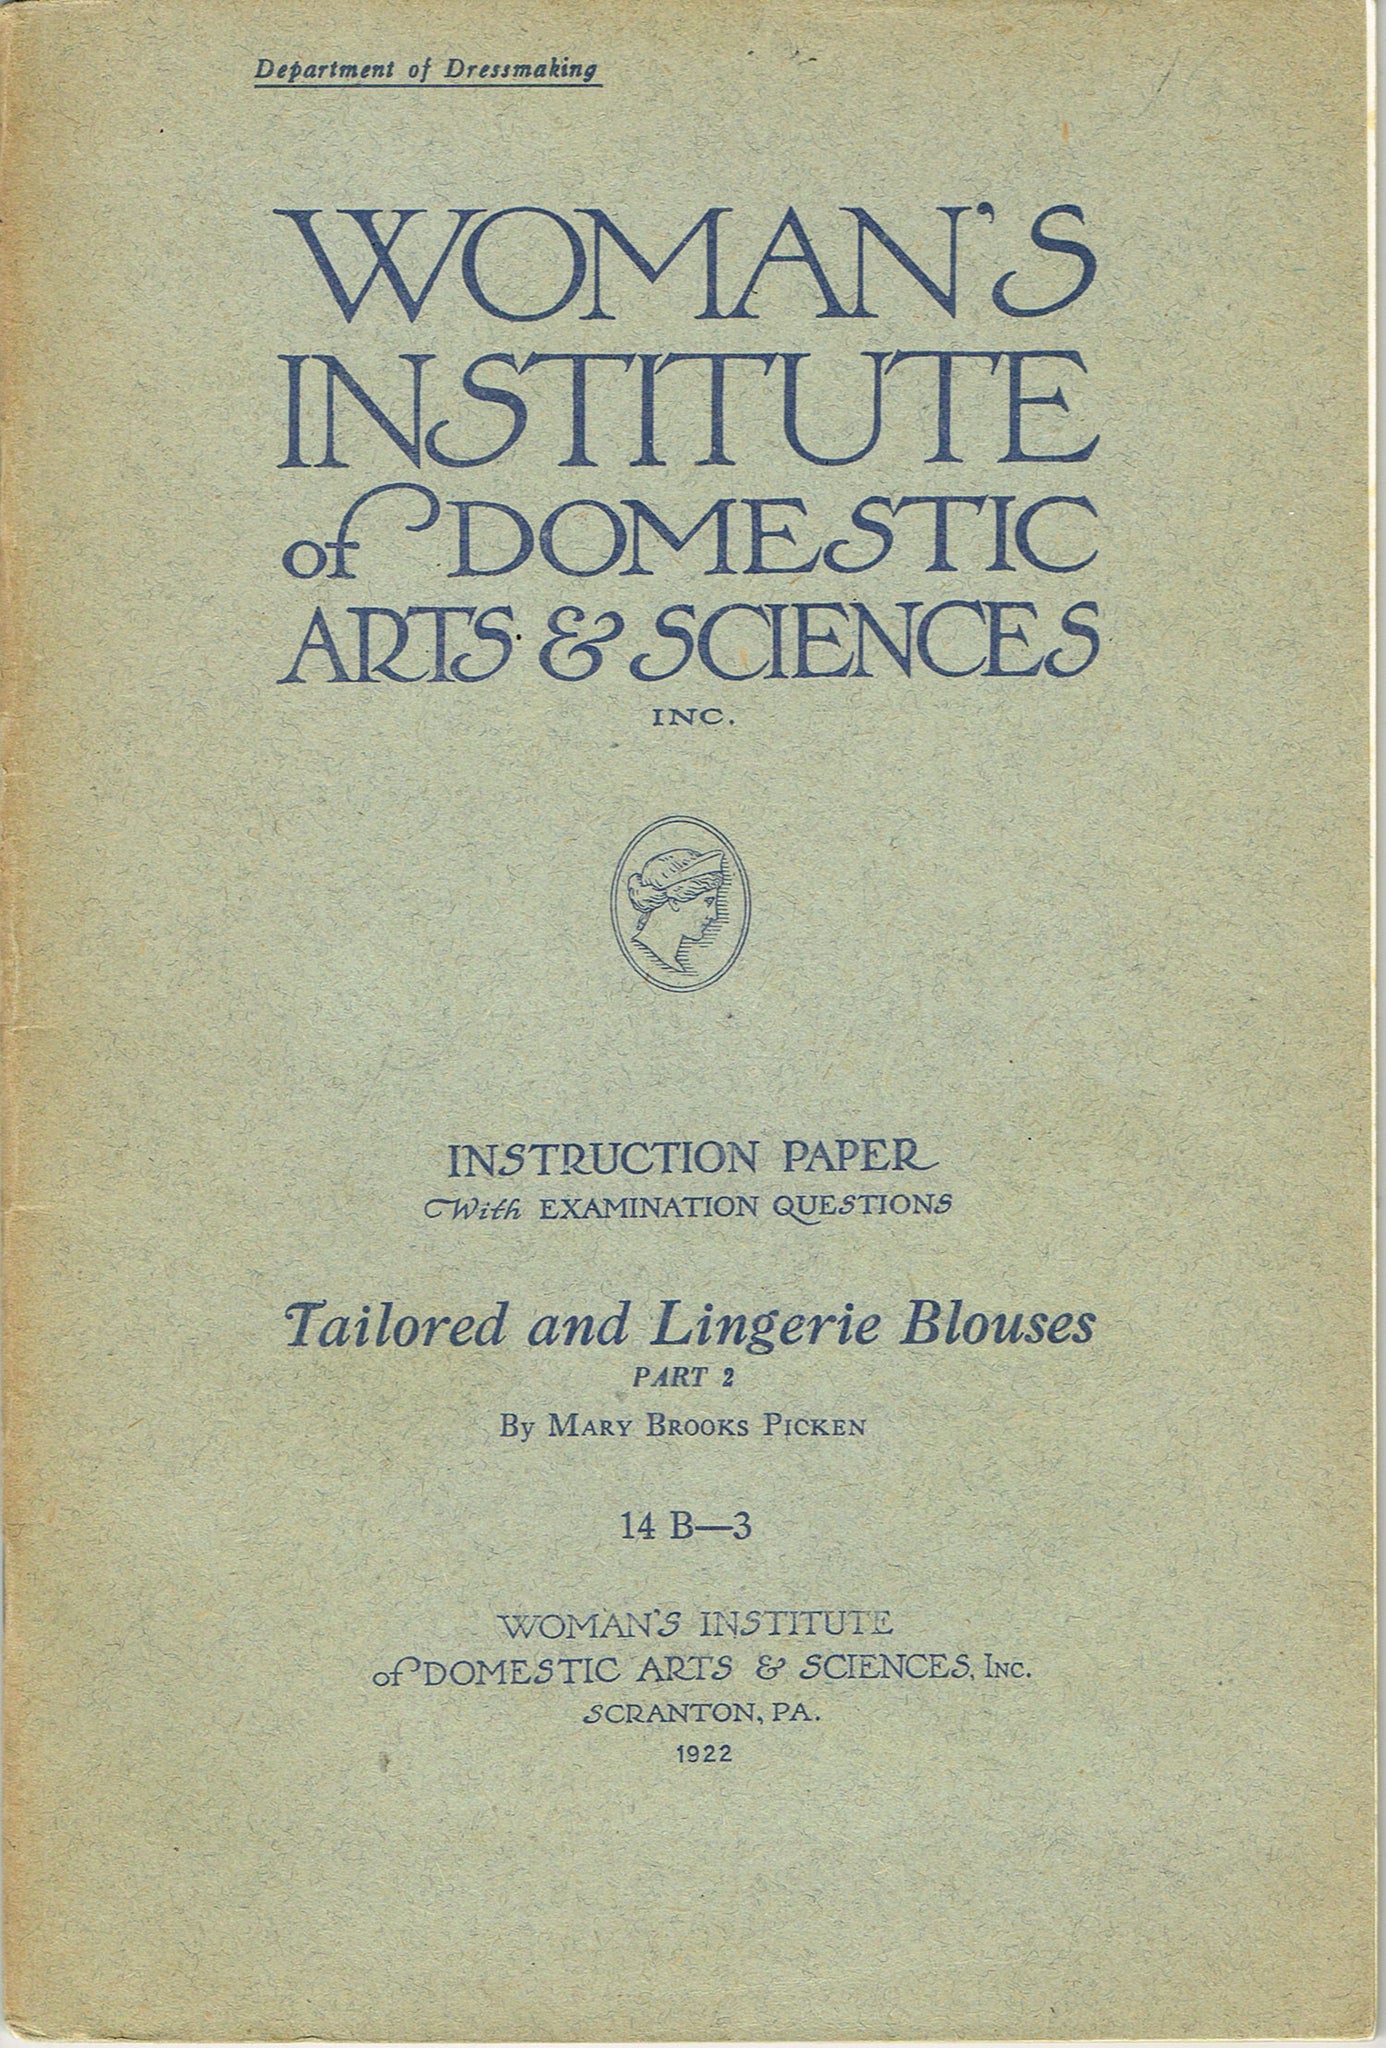 Department of Dressmaking
WOMAN'S
INSTITUTE
of DOMESTIC
ARTS & SCIENCES
INC.
INSTRUCTION PAPER
With EXAMINATION QUESTIONS
Tailored and Lingerie Blouses
PART 2
By MARY BROOKS PICKEN
14 B—3
WOMAN'S INSTITUTE
of DOMESTIC ARTS & SCIENCES, INC.
SCRANTON, PA.
1922